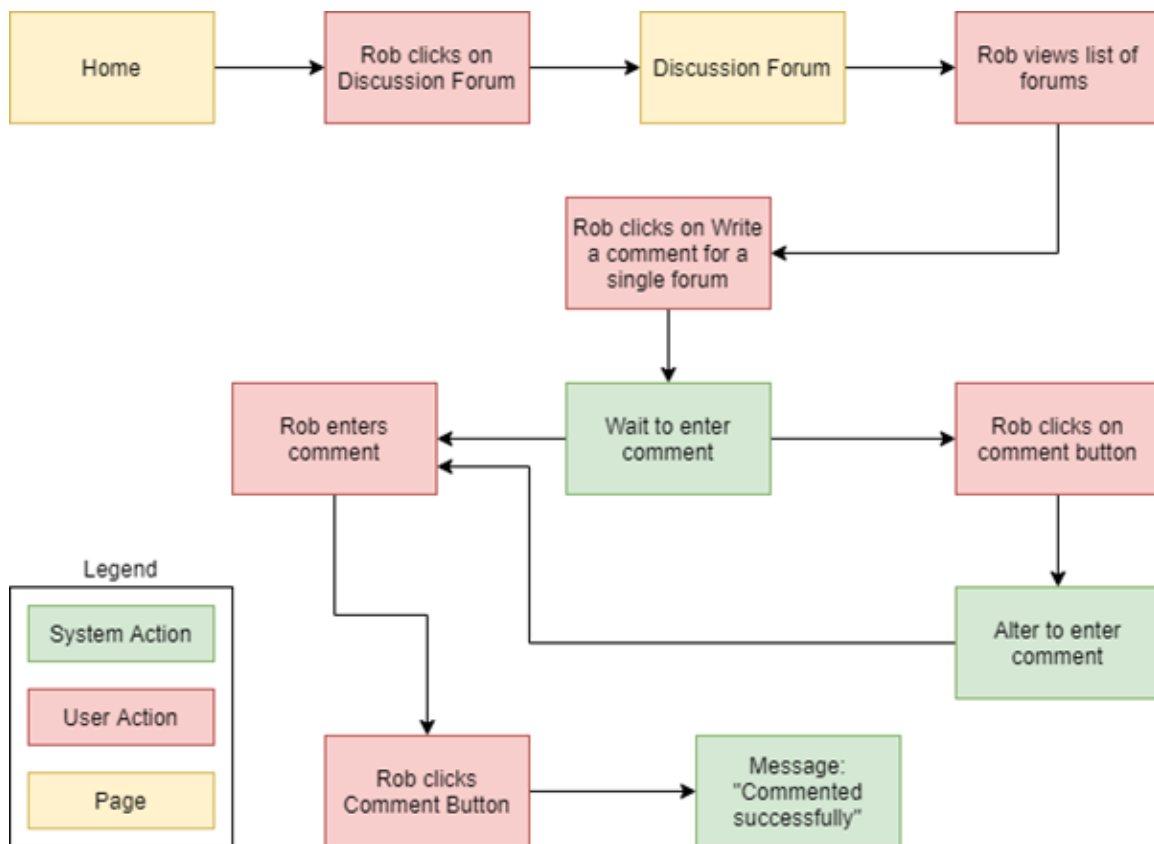 Home
Rob clicks on
Discussion Forum
Discussion Forum
Rob views list of
forums
Rob clicks on Write
a comment for a
single forum
Rob enters
comment
Wait to enter
comment
Rob clicks on
comment button
Alter to enter
comment
Legend
System Action
User Action
Page
Rob clicks
Comment Button
Message:
"Commented
successfully"